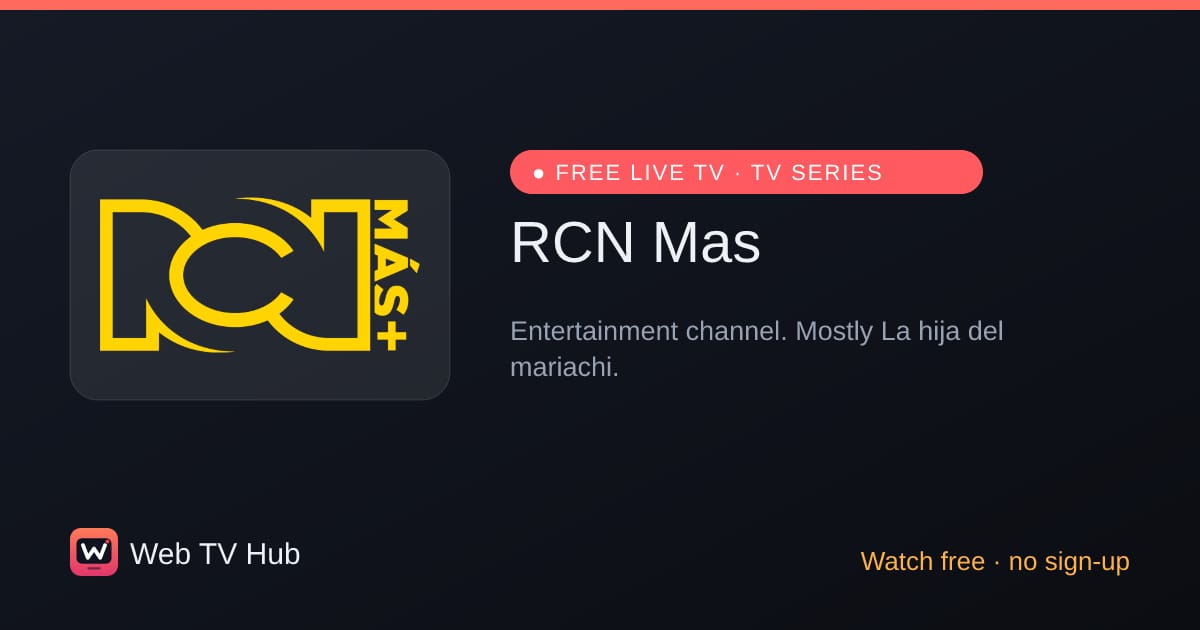 RCN
MÁS+
● FREE LIVE TV · TV SERIES
RCN Mas
Entertainment channel. Mostly La hija del
mariachi.
W
Web TV Hub
Watch free · no sign-up